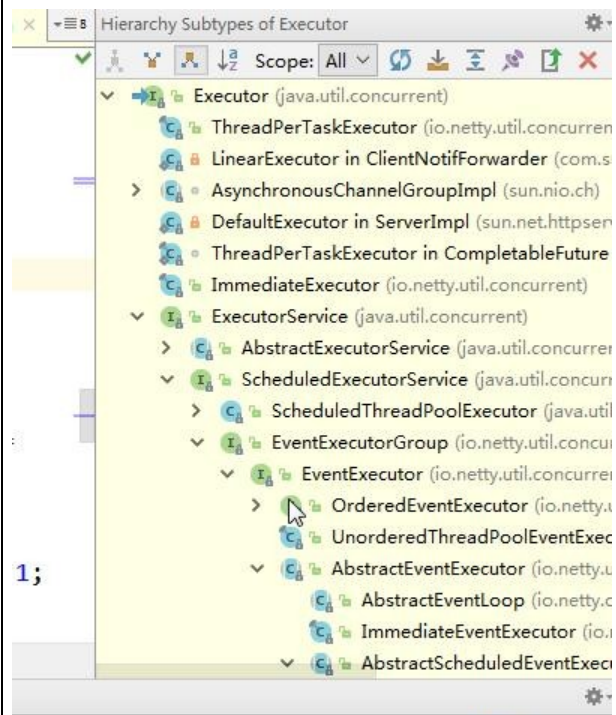 Hierarchy Subtypes of Executor
Scope: All
Executor (java.util.concurrent)
ThreadPerTaskExecutor (io.netty.util.concurren
LinearExecutor in ClientNotifForwarder (com.s
AsynchronousChannelGroupImpl (sun.nio.ch)
DefaultExecutor in ServerImpl (sun.net.httpserv
ThreadPerTaskExecutor in CompletableFuture
ImmediateExecutor (io.netty.util.concurrent)
ExecutorService (java.util.concurrent)
AbstractExecutorService (java.util.concurren
ScheduledExecutorService (java.util.concurr
ScheduledThreadPoolExecutor (java.util
EventExecutorGroup (io.netty.util.concur
EventExecutor (io.netty.util.concurren
OrderedEventExecutor (io.netty.u
UnorderedThreadPoolEventExec
AbstractEventExecutor (io.netty.u
1;
AbstractEventLoop (io.netty.c
ImmediateEventExecutor (io.
AbstractScheduledEventExecu